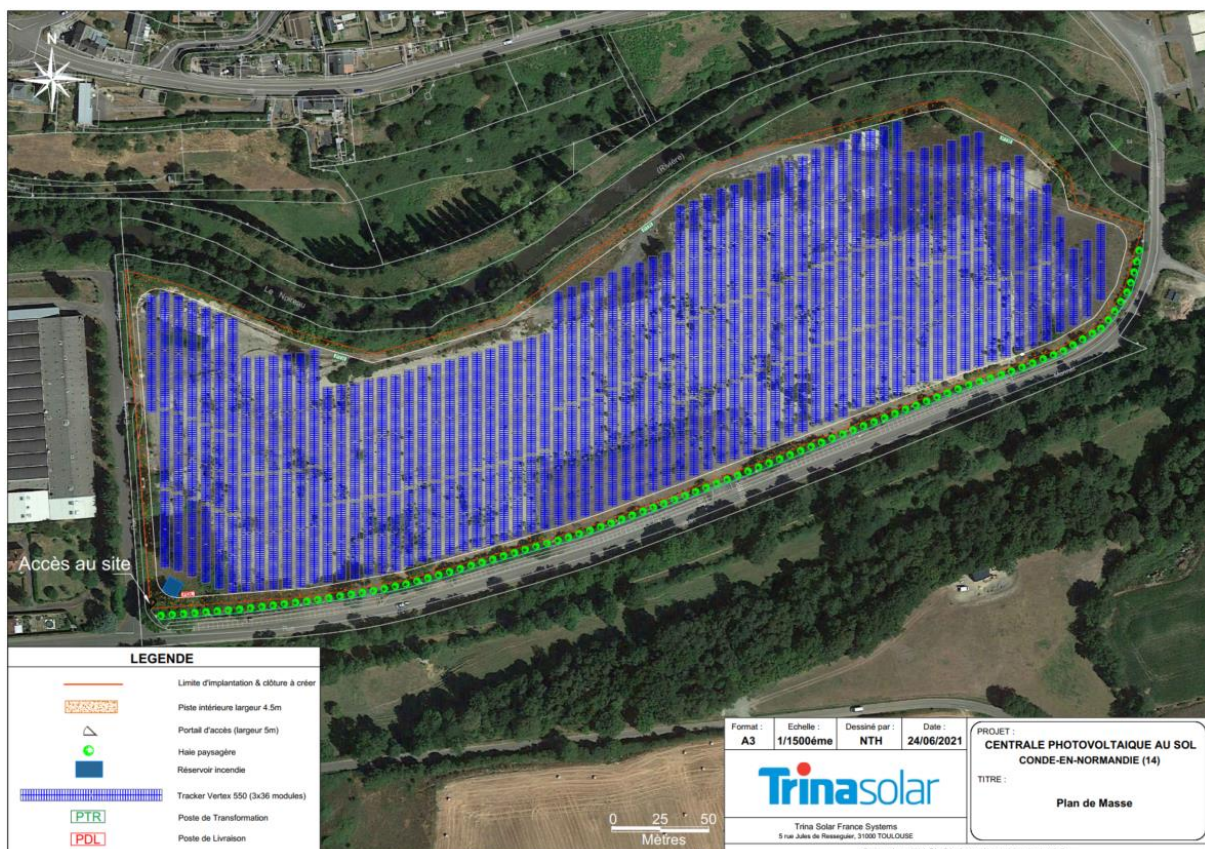 N
(Rivière)
Le Noireau
Accès au site
PTR
PDL
LEGENDE
Limite d'implantation & clôture à créer
Piste intérieure largeur 4.5m
Portail d'accès (largeur 5m)
Haie paysagère
Réservoir incendie
Tracker Vertex 550 (3x36 modules)
PTR Poste de Transformation
PDL Poste de Livraison
0 25 50
Mètres
Format : Echelle : Dessiné par : Date :
A3 1/1500éme NTH 24/06/2021
Trinasolar
Trina Solar France Systems
5 rue Jules de Resseguier, 31000 TOULOUSE
PROJET :
CENTRALE PHOTOVOLTAIQUE AU SOL
CONDE-EN-NORMANDIE (14)
TITRE :
Plan de Masse